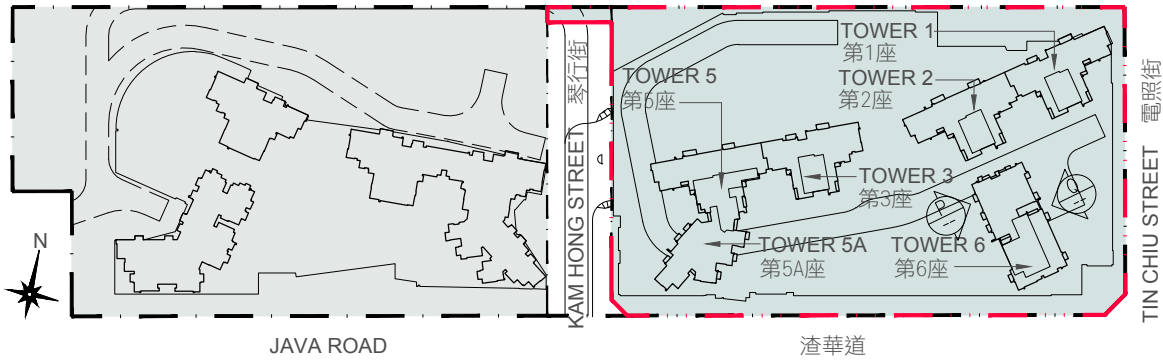 TOWER 1
第1座
TOWER 2
第2座
TOWER 5
第5座
TOWER 3
第3座
TOWER 5A
第5A座
TOWER 6
第6座
琴行街
KAM HONG STREET
電照街
TIN CHIU STREET
N
JAVA ROAD
渣華道